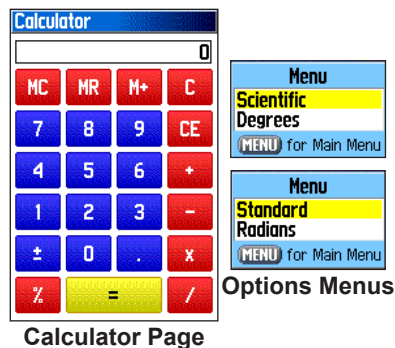 Calculator
0
MC MR M+ C
7 8 9 CE
4 5 6 +
1 2 3 -
± 0 . x
% = /
Calculator Page
Menu
Scientific
Degrees
MENU for Main Menu
Menu
Standard
Radians
MENU for Main Menu
Options Menus